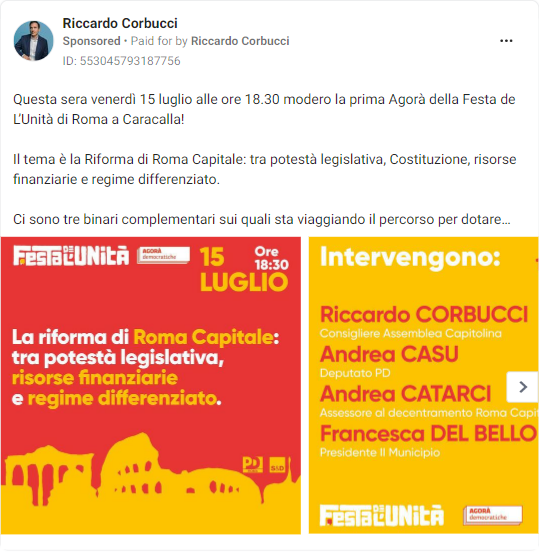 Riccardo Corbucci
Sponsored • Paid for by Riccardo Corbucci
ID: 553045793187756
Questa sera venerdì 15 luglio alle ore 18.30 modero la prima Agorà della Festa de
L'Unità di Roma a Caracalla!
Il tema è la Riforma di Roma Capitale: tra potestà legislativa, Costituzione, risorse
finanziarie e regime differenziato.
Ci sono tre binari complementari sui quali sta viaggiando il percorso per dotare...
FESTA DE L'UNITÀ
AGORÀ
democratiche
15
LUGLIO
Ore
18:30
La riforma di Roma Capitale:
tra potestà legislativa,
risorse finanziarie
e regime differenziato.
PD
Intervengono:
Riccardo CORBUCCI
Consigliere Assemblea Capitolina
Andrea CASU
Deputato PD
Andrea CATARCI
Assessore al decentramento Roma Capit
Francesca DEL BELLO
Presidente II Municipio
FESTA DE L'UNITÀ
AGORÀ
democratiche